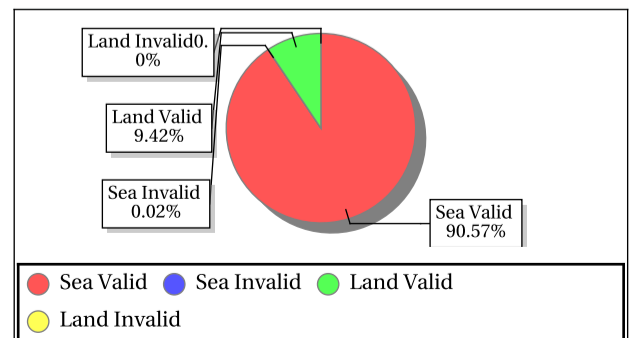 Land Invalid0.
0%
Land Valid
9.42%
Sea Invalid
0.02%
Sea Valid
90.57%
Sea Valid Sea Invalid Land Valid
Land Invalid